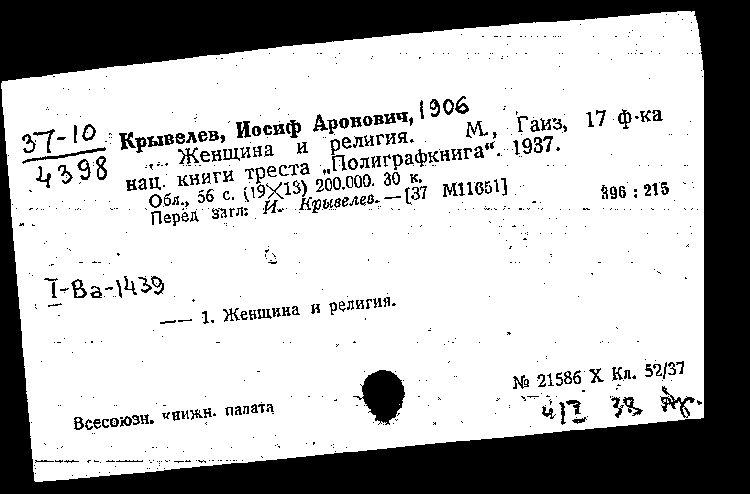 37-10
4398
Крывелев, Иосиф Аронович, 1906
... Женщина и религия. М., Гаиз, 17 ф-ка
нац. книги треста „Полиграфкнига“. 1937.
Обл., 56 с. (19×13) 200.000. 30 к.
Перед загл: И. Крывелев. — [37 М11651]
396 : 215
I-Ва-1439
—— 1. Женщина и религия.
№ 21586 X Кл. 52/37
Всесоюзн. книжн. палата